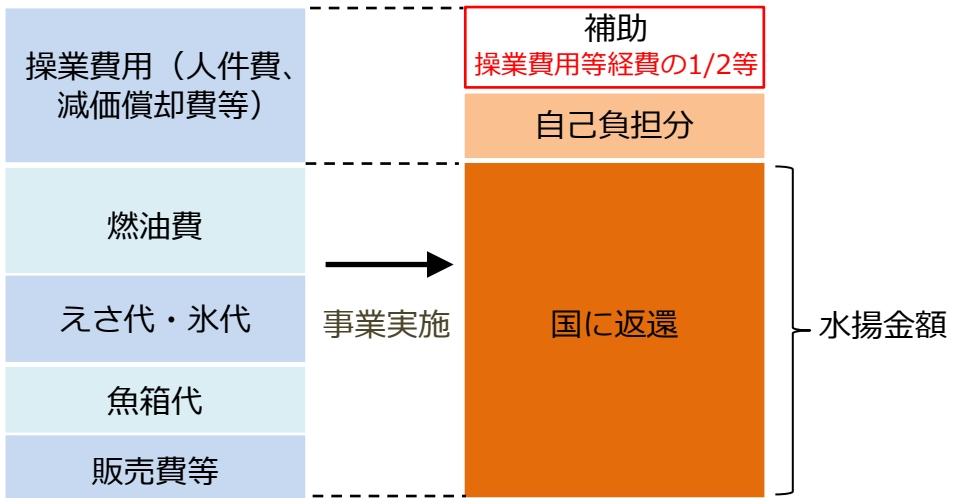 操業費用（人件費、
減価償却費等）
燃油費
えさ代・氷代
魚箱代
販売費等
事業実施
補助
操業費用等経費の1/2等
自己負担分
国に返還
水揚金額